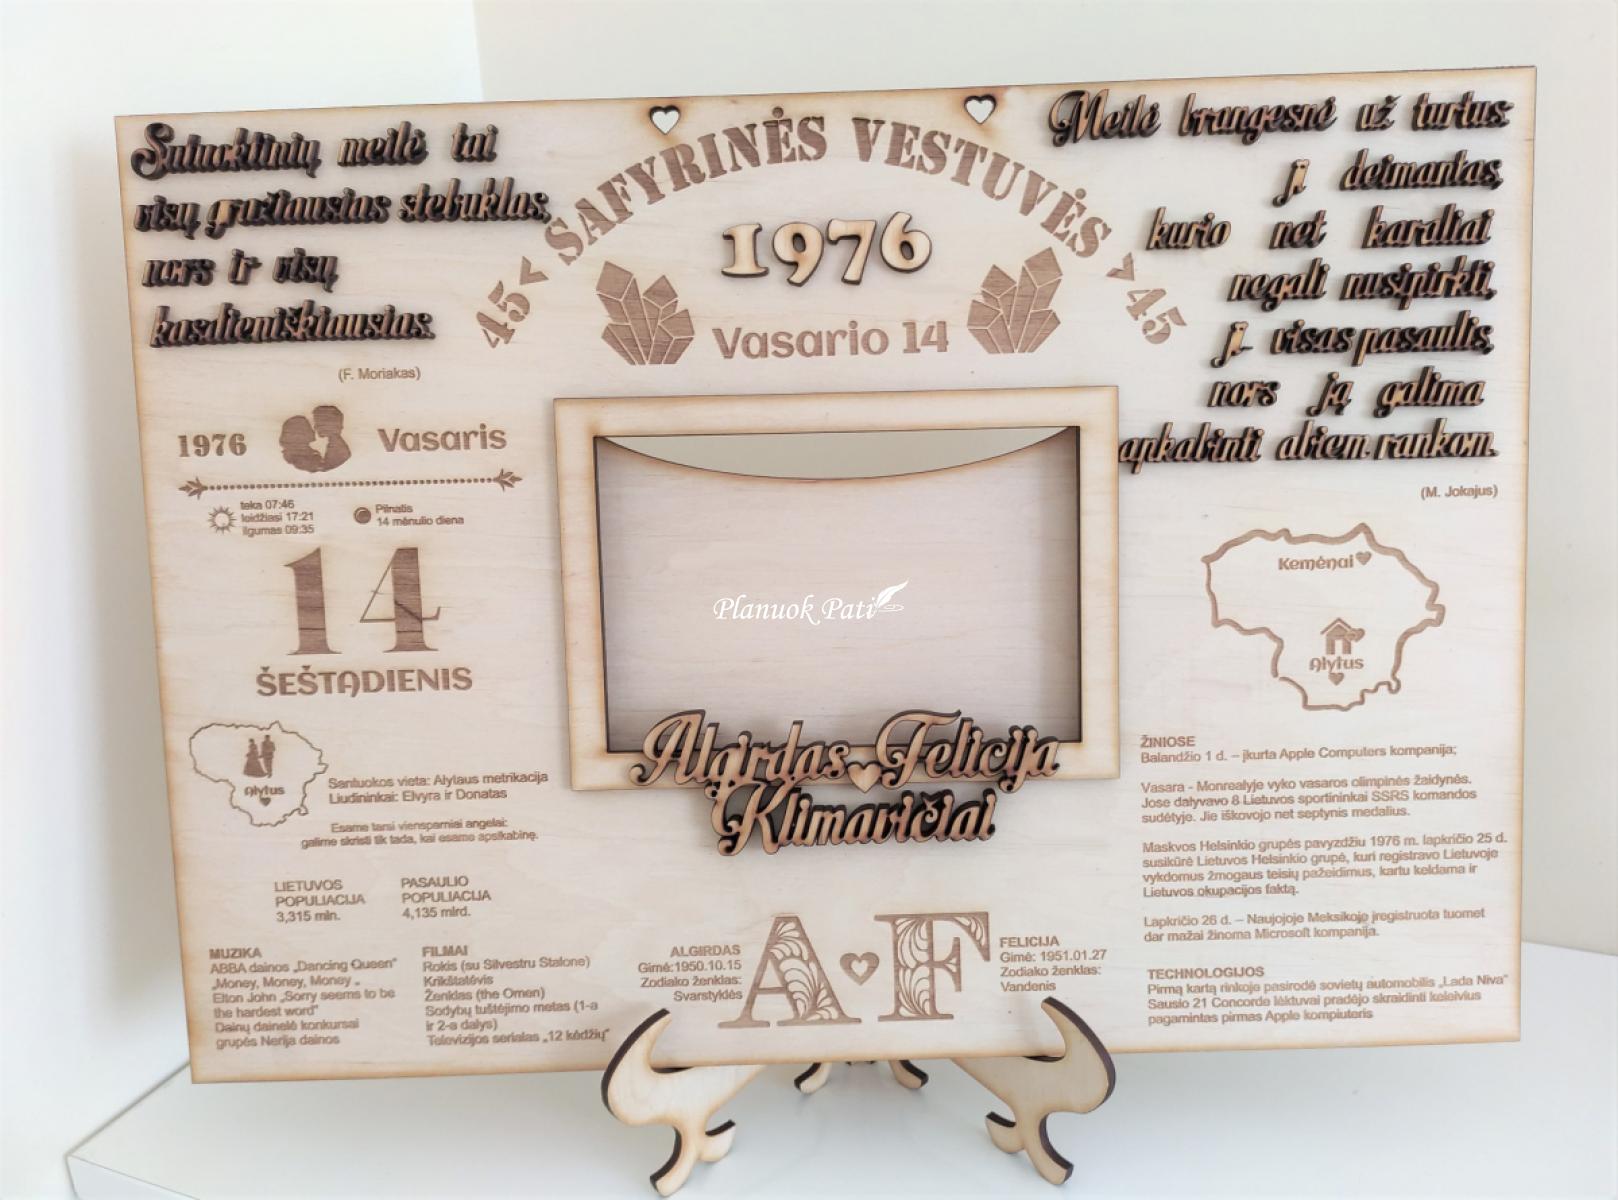 Sutuoktinių meilė tai
visų gražiausias stebuklas,
nors ir visų
kasdieniškiausias.
(F. Moriakas)
45 < SAFYRINĖS VESTUVĖS > 45
1976
Vasario 14
Meilė brangesnė už turtus:
ji deimantas,
kurio net karaliai
negali nusipirkti,
ji visas pasaulis,
nors ją galima
apkabinti abiem rankom.
(M. Jokajus)
1976 Vasaris
teka 07:46
leidžiasi 17:21
ilgumas 09:35
Pilnatis
14 mėnulio diena
14
ŠEŠTADIENIS
Alytus
Santuokos vieta: Alytaus metrikacija
Liudininkai: Elvyra ir Donatas
Esame tarsi viensparniai angelai:
galime skristi tik tada, kai esame apsikabinę.
LIETUVOS
POPULIACIJA
3,315 mln.
PASAULIO
POPULIACIJA
4,135 mlrd.
MUZIKA
ABBA dainos „Dancing Queen"
„Money, Money, Money „
Elton John „Sorry seems to be
the hardest word"
Dainų dainelė konkursai
grupės Nerija dainos
FILMAI
Rokis (su Silvestru Stalone)
Krikštatėvis
Ženklas (the Omen)
Sodybų tuštėjimo metas (1-a
ir 2-a dalys)
Televizijos serialas „12 kėdžių"
Planuok Pati
Algirdas Felicija
Klimavičiai
ALGIRDAS
Gimė:1950.10.15
Zodiako ženklas:
Svarstyklės
A F
FELICIJA
Gimė: 1951.01.27
Zodiako ženklas:
Vandenis
Kemėnai
Alytus
ŽINIOSE
Balandžio 1 d. – įkurta Apple Computers kompanija;
Vasara - Monrealyje vyko vasaros olimpinės žaidynės.
Jose dalyvavo 8 Lietuvos sportininkai SSRS komandos
sudėtyje. Jie iškovojo net septynis medalius.
Maskvos Helsinkio grupės pavyzdžiu 1976 m. lapkričio 25 d.
susikūrė Lietuvos Helsinkio grupė, kuri registravo Lietuvoje
vykdomus žmogaus teisių pažeidimus, kartu keldama ir
Lietuvos okupacijos faktą.
Lapkričio 26 d. – Naujojoje Meksikoje įregistruota tuomet
dar mažai žinoma Microsoft kompanija.
TECHNOLOGIJOS
Pirmą kartą rinkoje pasirodė sovietų automobilis „Lada Niva"
Sausio 21 Concorde lėktuvai pradėjo skraidinti keleivius
pagamintas pirmas Apple kompiuteris